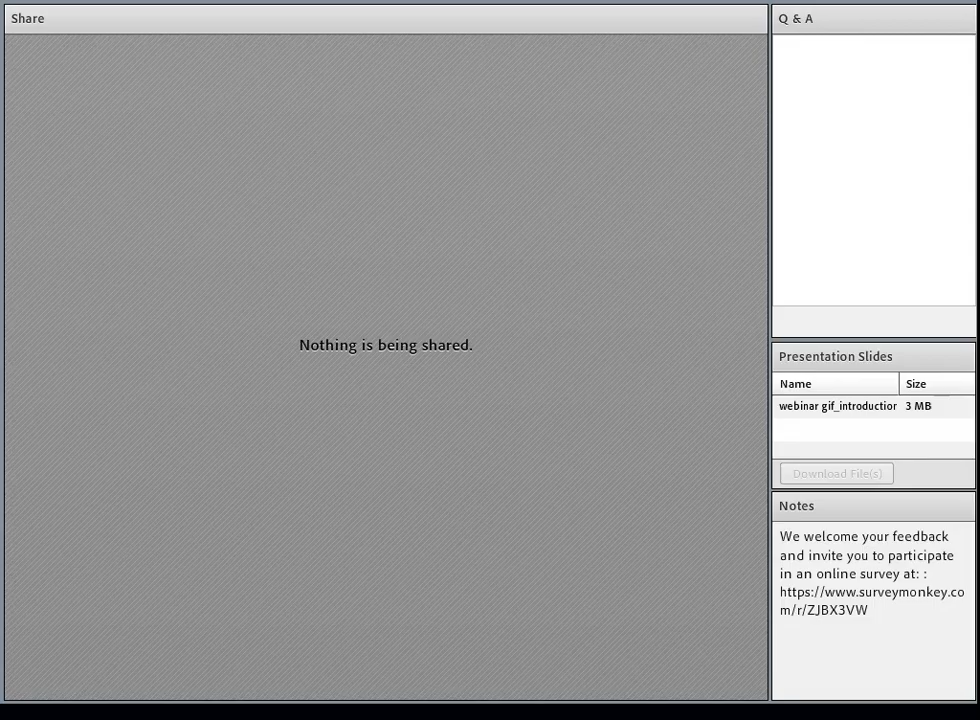 Share
Nothing is being shared.
Q & A
Presentation Slides
Name Size
webinar gif_introduction 3 MB
Download File(s)
Notes
We welcome your feedback
and invite you to participate
in an online survey at: :
https://www.surveymonkey.co
m/r/ZJBX3VW